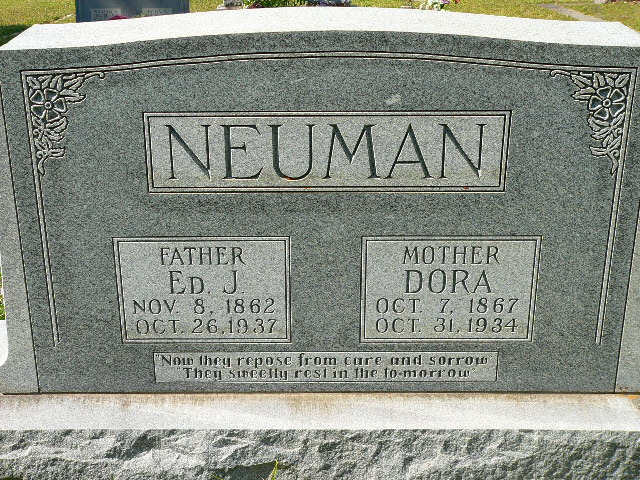 NEUMAN
FATHER
ED. J.
NOV. 8, 1862
OCT. 26, 1937
MOTHER
DORA
OCT. 7, 1867
OCT. 31, 1934
"Now they repose from care and sorrow
They sweetly rest in the to-morrow"